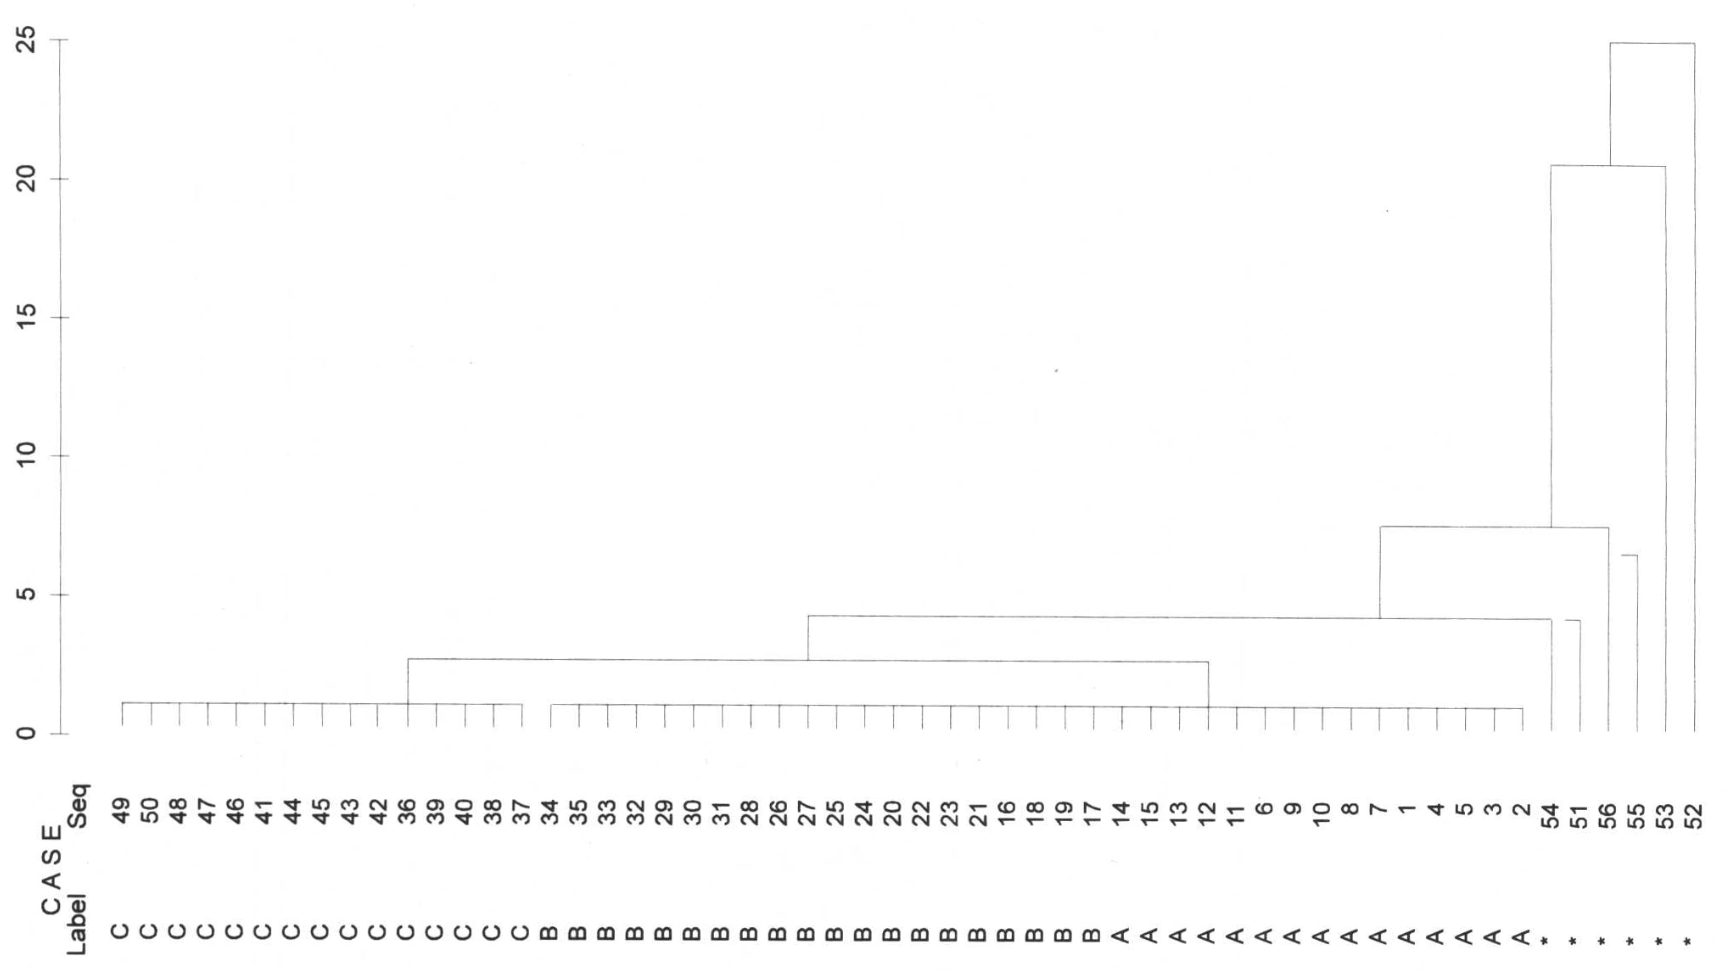 25
20
15
10
5
0
C A S E
Label Seq
C 49
C 50
C 48
C 47
C 46
C 41
C 44
C 45
C 43
C 42
C 36
C 39
C 40
C 38
C 37
B 34
B 35
B 33
B 32
B 29
B 30
B 31
B 28
B 26
B 27
B 25
B 24
B 20
B 22
B 23
B 21
B 16
B 18
B 19
B 17
A 14
A 15
A 13
A 12
A 11
A 6
A 9
A 10
A 8
A 7
A 1
A 4
A 5
A 3
A 2
* 54
* 51
* 56
* 55
* 53
* 52